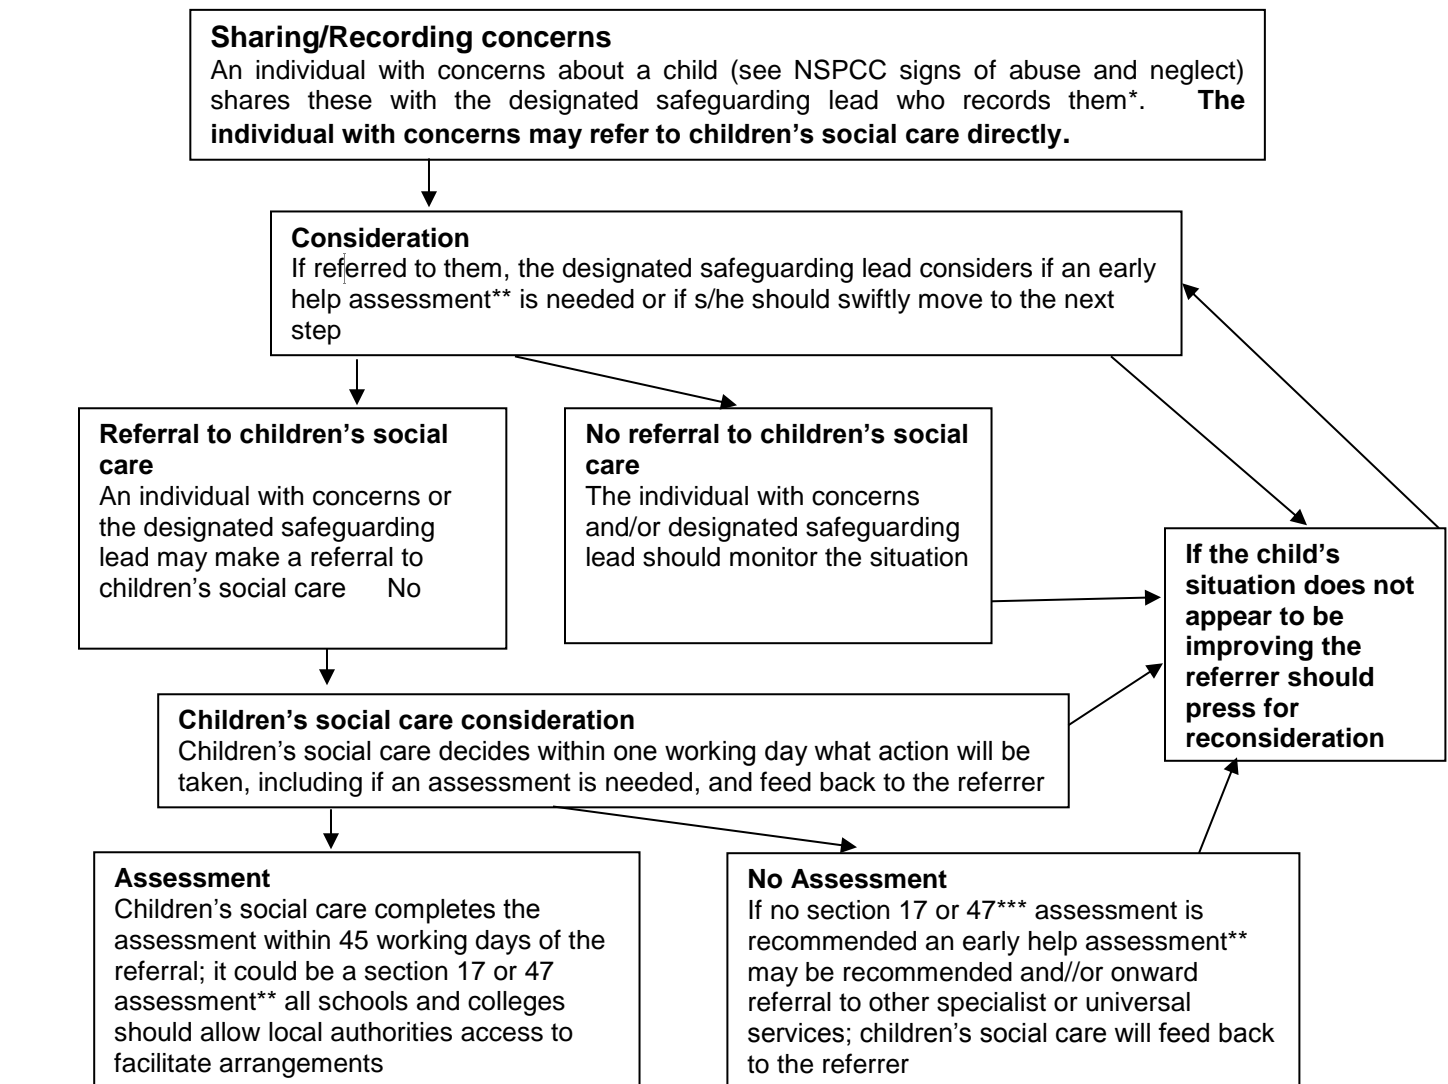 Sharing/Recording concerns
An individual with concerns about a child (see NSPCC signs of abuse and neglect)
shares these with the designated safeguarding lead who records them*. The
individual with concerns may refer to children’s social care directly.
Consideration
If referred to them, the designated safeguarding lead considers if an early
help assessment** is needed or if s/he should swiftly move to the next
step
Referral to children’s social
care
An individual with concerns or
the designated safeguarding
lead may make a referral to
children’s social care No
No referral to children’s social
care
The individual with concerns
and/or designated safeguarding
lead should monitor the situation
If the child’s
situation does not
appear to be
improving the
referrer should
press for
reconsideration
Children’s social care consideration
Children’s social care decides within one working day what action will be
taken, including if an assessment is needed, and feed back to the referrer
Assessment
Children’s social care completes the
assessment within 45 working days of the
referral; it could be a section 17 or 47
assessment** all schools and colleges
should allow local authorities access to
facilitate arrangements
No Assessment
If no section 17 or 47*** assessment is
recommended an early help assessment**
may be recommended and//or onward
referral to other specialist or universal
services; children’s social care will feed back
to the referrer